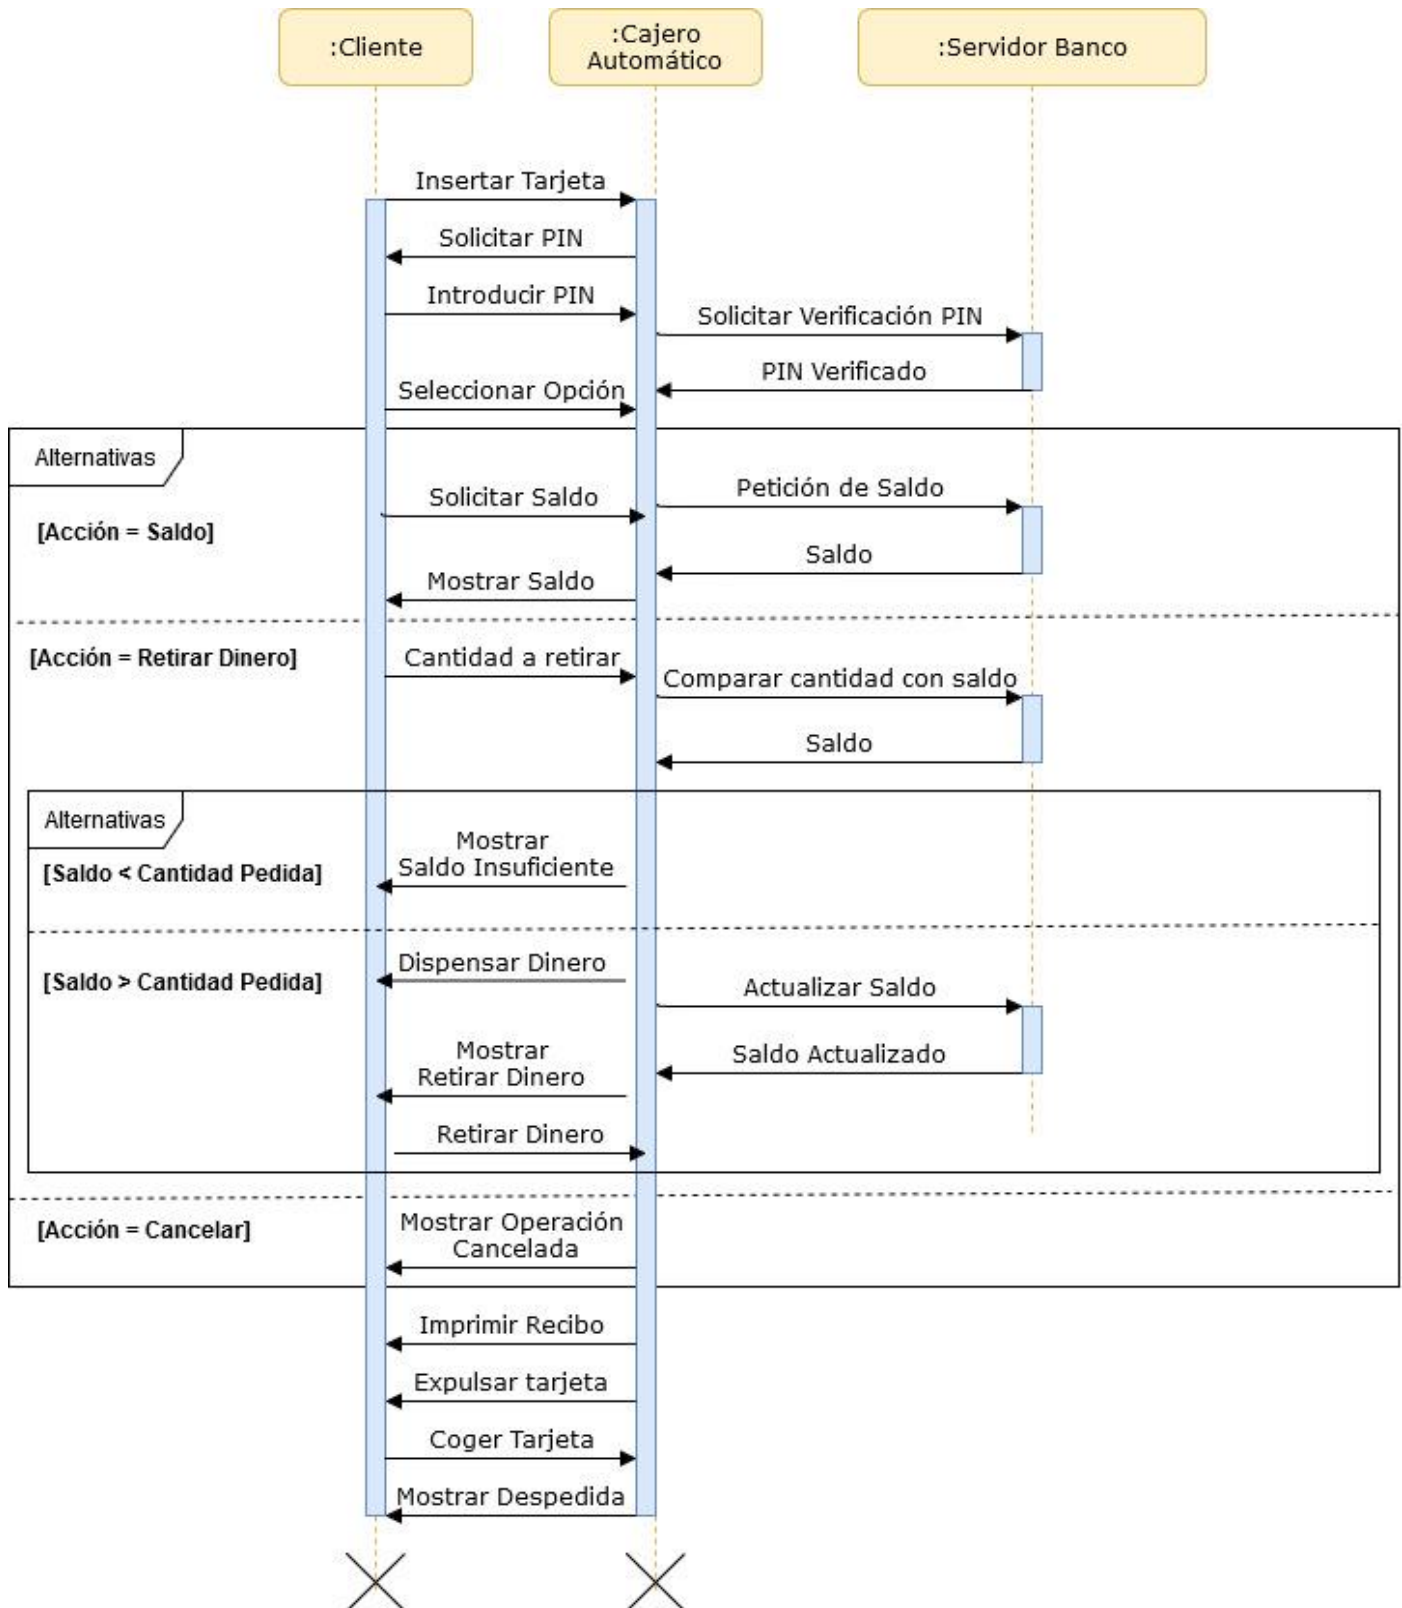 :Cliente
:Cajero
Automático
:Servidor Banco
Insertar Tarjeta
Solicitar PIN
Introducir PIN
Solicitar Verificación PIN
PIN Verificado
Seleccionar Opción
Alternativas
Petición de Saldo
Solicitar Saldo
[Acción = Saldo]
Saldo
Mostrar Saldo
[Acción = Retirar Dinero]
Cantidad a retirar
Comparar cantidad con saldo
Saldo
Alternativas
Mostrar
Saldo Insuficiente
[Saldo < Cantidad Pedida]
Dispensar Dinero
[Saldo > Cantidad Pedida]
Actualizar Saldo
Saldo Actualizado
Mostrar
Retirar Dinero
Retirar Dinero
[Acción = Cancelar]
Mostrar Operación
Cancelada
Imprimir Recibo
Expulsar tarjeta
Coger Tarjeta
Mostrar Despedida